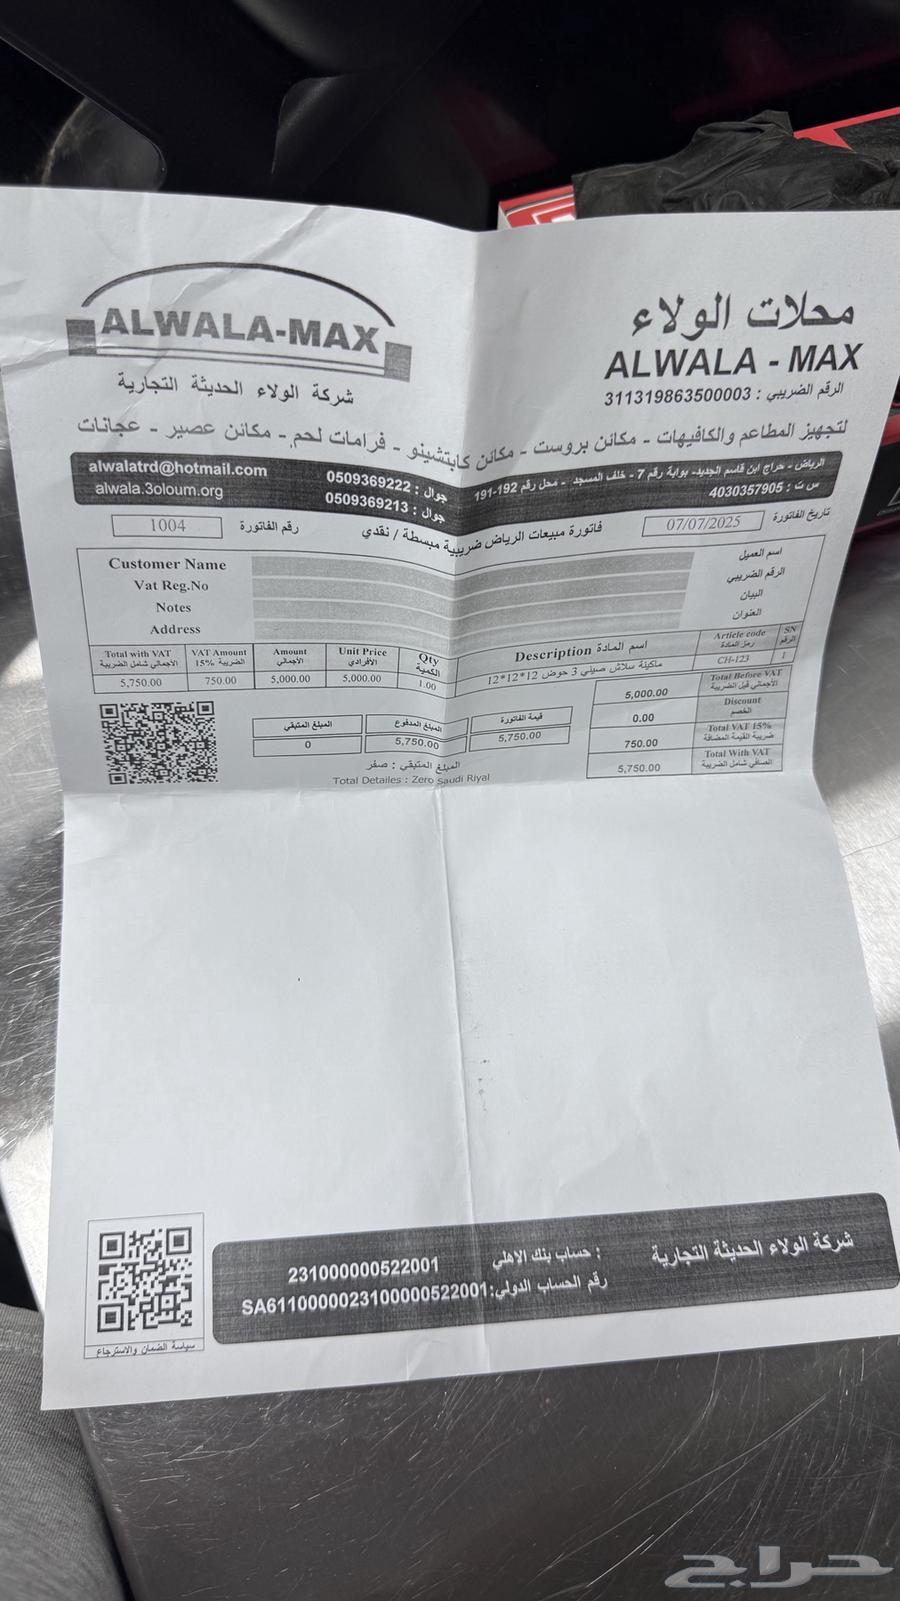 ALWALA-MAX
شركة الولاء الحديثة التجارية
محلات الولاء
ALWALA - MAX
الرقم الضريبي : 311319863500003
لتجهيز المطاعم والكافيهات - مكائن بروست - مكائن كابتشينو - فرامات لحم - مكائن عصير - عجانات
الرياض - حراج ابن قاسم الجديد - بوابة رقم 7 - خلف المسجد - محل رقم 192-191
س ت : 4030357905
جوال : 0509369222
جوال : 0509369213
alwalatrd@hotmail.com
alwala.3oloum.org
تاريخ الفاتورة 07/07/2025
فاتورة مبيعات الرياض ضريبية مبسطة / نقدي
رقم الفاتورة 1004
Customer Name اسم العميل
Vat Reg.No الرقم الضريبي
Notes البيان
Address العنوان
SN الرقم
Article code رمز المادة
Description اسم المادة
Qty الكمية
Unit Price الأفرادي
Amount الأجمالي
VAT Amount 15% الضريبة
Total with VAT الأجمالي شامل الضريبة
1 CH-123 ماكينة سلاش صيني 3 حوض 12*12*12 1.00 5,000.00 5,000.00 750.00 5,750.00
Total Before VAT الأجمالي قبل الضريبة 5,000.00
Discount الخصم 0.00
Total VAT 15% ضريبة القيمة المضافة 750.00
Total With VAT الصافي شامل الضريبة 5,750.00
قيمة الفاتورة المبلغ المدفوع المبلغ المتبقي
5,750.00 5,750.00 0
المبلغ المتبقي : صفر
Total Detailes : Zero Saudi Riyal
شركة الولاء الحديثة التجارية
حساب بنك الاهلي : 231000000522001
رقم الحساب الدولي: SA6110000023100000522001
سياسة الضمان والاسترجاع
حراج